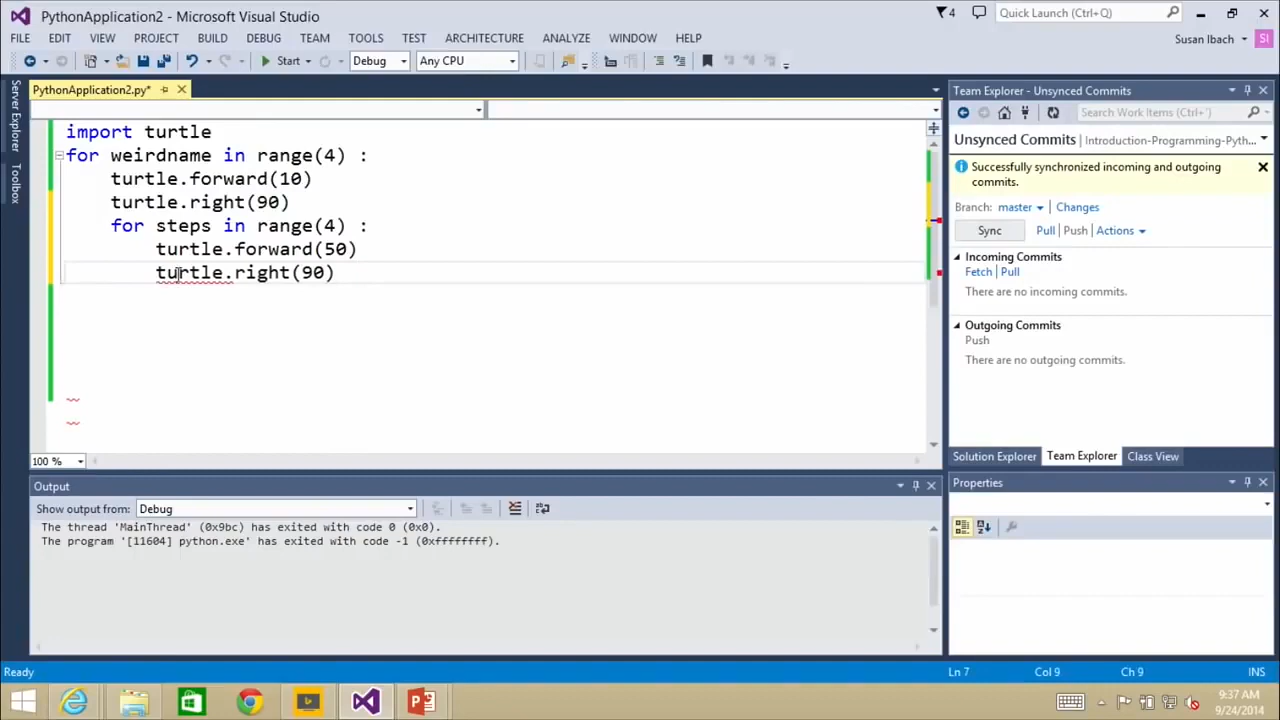 PythonApplication2 - Microsoft Visual Studio
4
Quick Launch (Ctrl+Q)
FILE EDIT VIEW PROJECT BUILD DEBUG TEAM TOOLS TEST ARCHITECTURE ANALYZE WINDOW HELP
Susan Ibach
SI
Start
Debug
Any CPU
Server Explorer
Toolbox
PythonApplication2.py*
import turtle
for weirdname in range(4) :
turtle.forward(10)
turtle.right(90)
for steps in range(4) :
turtle.forward(50)
turtle.right(90)
100 %
Output
Show output from: Debug
The thread 'MainThread' (0x9bc) has exited with code 0 (0x0).
The program '[11604] python.exe' has exited with code -1 (0xffffffff).
Team Explorer - Unsynced Commits
Search Work Items (Ctrl+')
Unsynced Commits Introduction-Programming-Pyth...
Successfully synchronized incoming and outgoing
commits.
Branch: master Changes
Sync Pull Push Actions
Incoming Commits
Fetch Pull
There are no incoming commits.
Outgoing Commits
Push
There are no outgoing commits.
Solution Explorer Team Explorer Class View
Properties
Ready
Ln 7 Col 9 Ch 9 INS
9:37 AM
9/24/2014